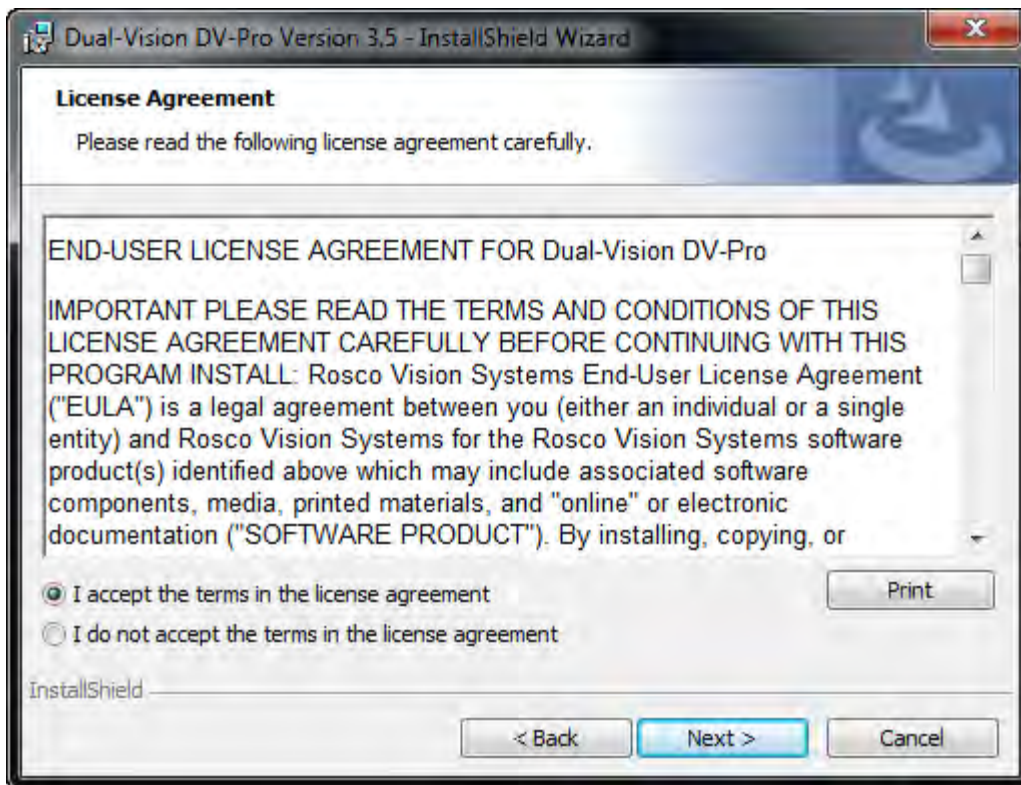 Dual-Vision DV-Pro Version 3.5 - InstallShield Wizard
License Agreement
Please read the following license agreement carefully.
END-USER LICENSE AGREEMENT FOR Dual-Vision DV-Pro
IMPORTANT PLEASE READ THE TERMS AND CONDITIONS OF THIS
LICENSE AGREEMENT CAREFULLY BEFORE CONTINUING WITH THIS
PROGRAM INSTALL: Rosco Vision Systems End-User License Agreement
("EULA") is a legal agreement between you (either an individual or a single
entity) and Rosco Vision Systems for the Rosco Vision Systems software
product(s) identified above which may include associated software
components, media, printed materials, and "online" or electronic
documentation ("SOFTWARE PRODUCT"). By installing, copying, or
I accept the terms in the license agreement
Print
I do not accept the terms in the license agreement
InstallShield
< Back
Next >
Cancel